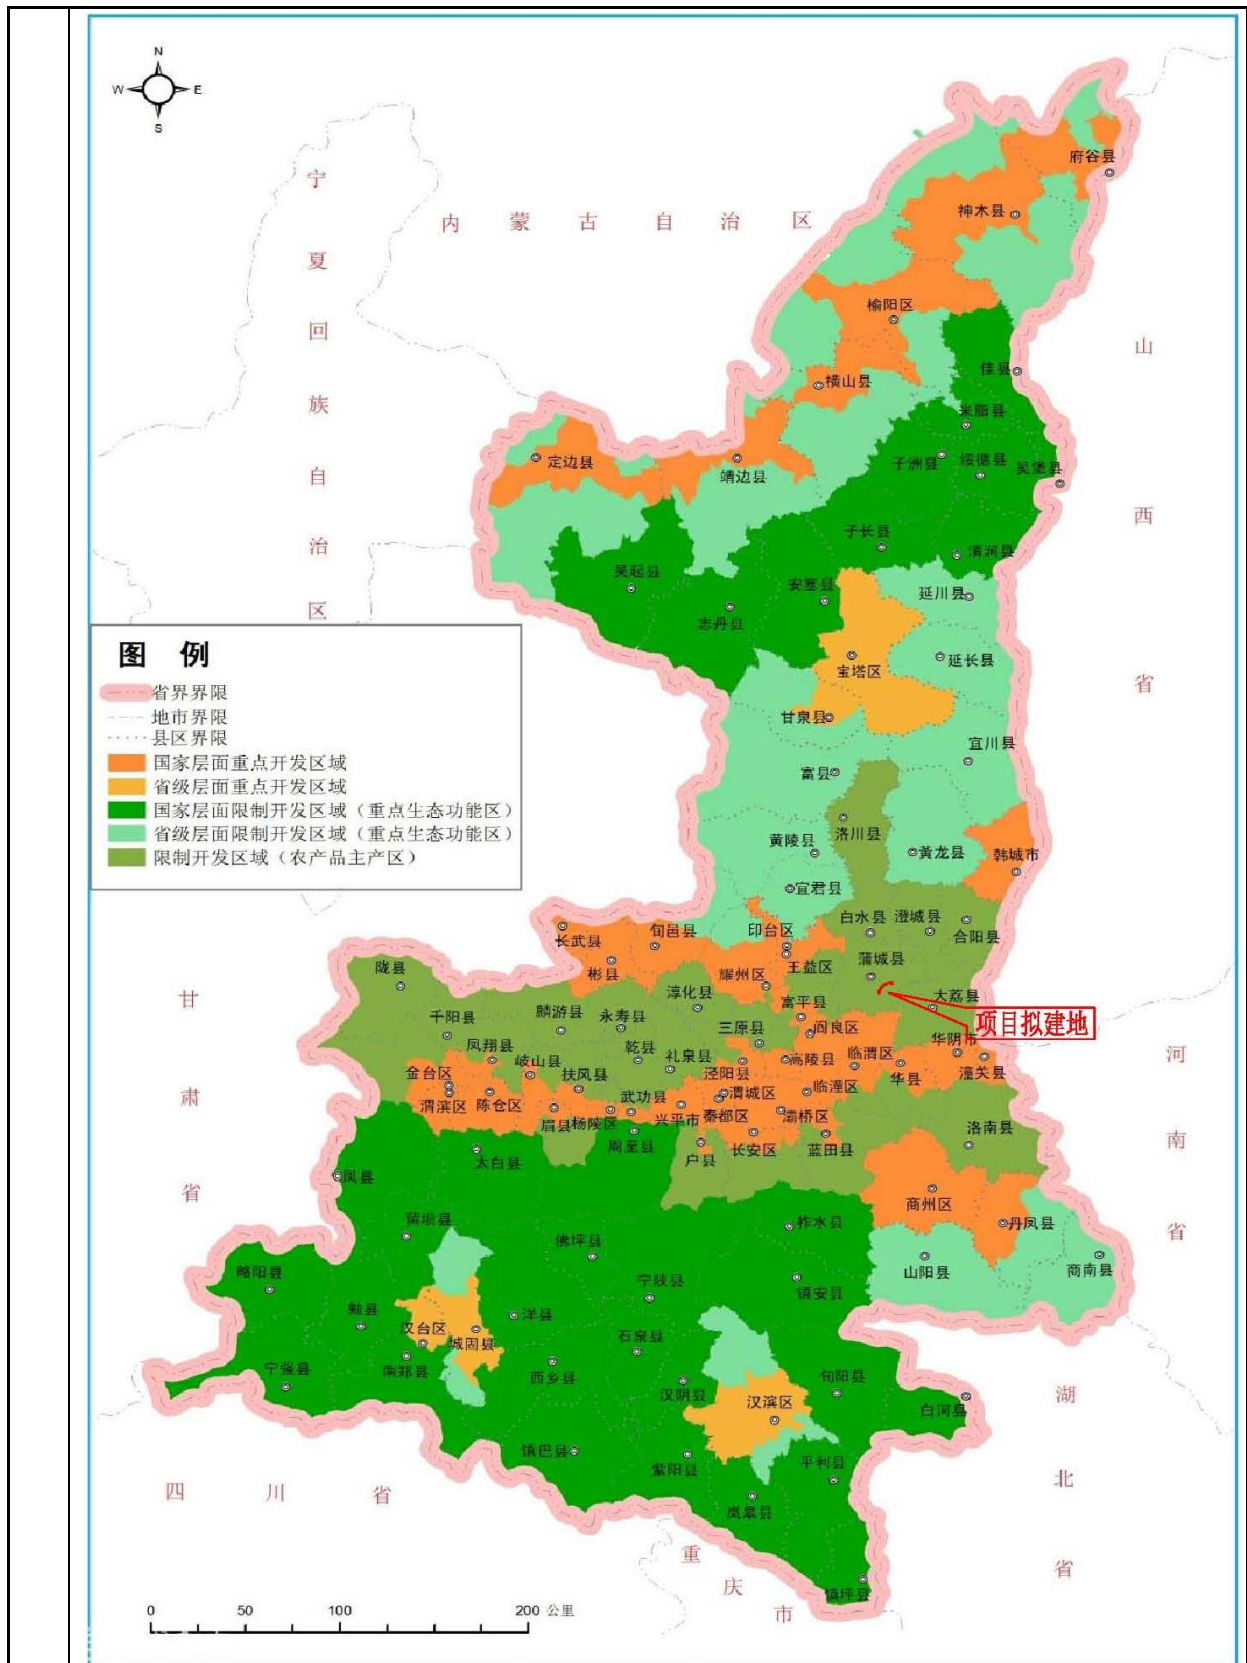 N
W E
S
宁夏回族自治区
内蒙古自治区
山西省
府谷县
神木县
榆阳区
佳县
横山县
米脂县
定边县
靖边县
子洲县
绥德县
吴堡县
子长县
清涧县
吴起县
安塞县
延川县
志丹县
宝塔区
延长县
甘泉县
宜川县
富县
洛川县
黄陵县
黄龙县
韩城市
宜君县
图 例
省界界限
地市界限
县区界限
国家层面重点开发区域
省级层面重点开发区域
国家层面限制开发区域（重点生态功能区）
省级层面限制开发区域（重点生态功能区）
限制开发区域（农产品主产区）
长武县
旬邑县
印台区
白水县
澄城县
合阳县
彬县
耀州区
王益区
蒲城县
陇县
淳化县
大荔县
甘肃省
千阳县
麟游县
永寿县
三原县
富平县
阎良区
项目拟建地
凤翔县
岐山县
乾县
礼泉县
泾阳县
高陵县
临渭区
华阴市
华县
潼关县
河南省
金台区
渭滨区
陈仓区
扶风县
武功县
渭城区
临潼区
眉县
杨陵区
兴平市
秦都区
灞桥区
周至县
户县
长安区
蓝田县
洛南县
太白县
凤县
商州区
丹凤县
留坝县
佛坪县
柞水县
山阳县
商南县
略阳县
宁陕县
镇安县
勉县
汉台区
城固县
洋县
石泉县
宁强县
南郑县
西乡县
汉阴县
汉滨区
旬阳县
白河县
湖北省
镇巴县
紫阳县
平利县
四川省
岚皋县
重庆市
镇坪县
0 50 100 200 公里